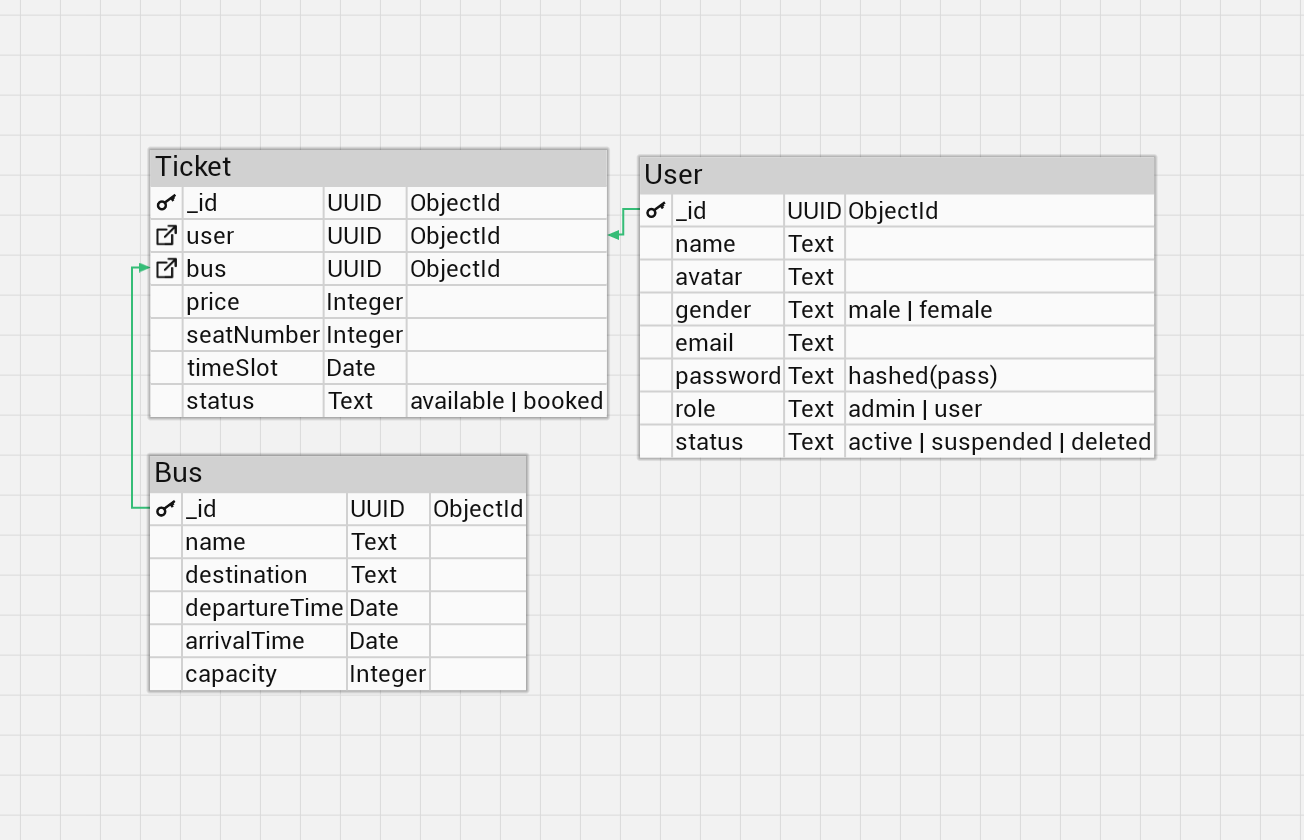 Ticket
_id UUID ObjectId
user UUID ObjectId
bus UUID ObjectId
price Integer
seatNumber Integer
timeSlot Date
status Text available | booked
User
_id UUID ObjectId
name Text
avatar Text
gender Text male | female
email Text
password Text hashed(pass)
role Text admin | user
status Text active | suspended | deleted
Bus
_id UUID ObjectId
name Text
destination Text
departureTime Date
arrivalTime Date
capacity Integer